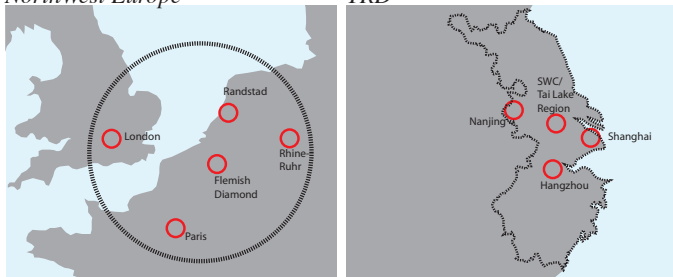 Northwest Europe
YRD
Randstad
London
Rhine-
Ruhr
Flemish
Diamond
Paris
SWC/
Tai Lake
Region
Nanjing
Shanghai
Hangzhou